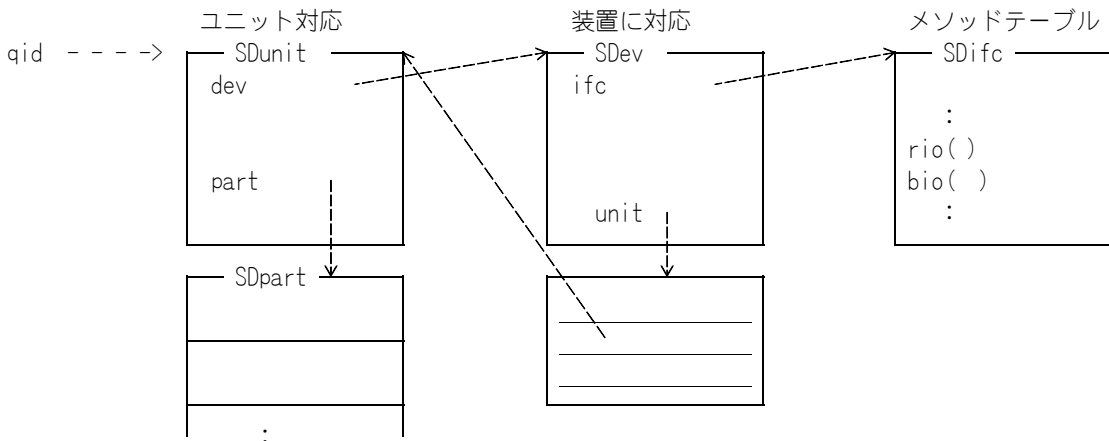 ユニット対応 装置に対応 メソッドテーブル
qid - - - -> SDunit SDev SDifc
dev ifc
:
rio( )
part bio( )
unit :
SDpart
: